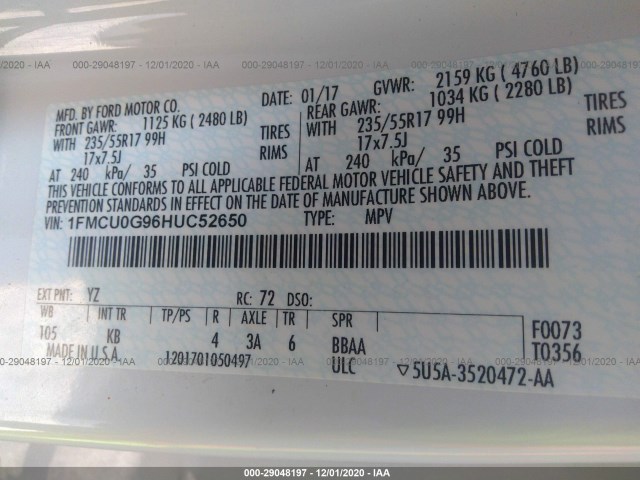 000-29048197 - 12/01/2020 - IAA
MFD. BY FORD MOTOR CO. DATE: 01/17 GVWR: 2159 KG ( 4760 LB)
FRONT GAWR: 1125 KG ( 2480 LB) REAR GAWR: 1034 KG ( 2280 LB)
WITH 235/55R17 99H TIRES WITH 235/55R17 99H TIRES
17x7.5J RIMS 17x7.5J RIMS
AT 240 kPa/ 35 PSI COLD AT 240 kPa/ 35 PSI COLD
THIS VEHICLE CONFORMS TO ALL APPLICABLE FEDERAL MOTOR VEHICLE SAFETY AND THEFT
PREVENTION STANDARDS IN EFFECT ON THE DATE OF MANUFACTURE SHOWN ABOVE.
VIN: 1FMCU0G96HUC52650 TYPE: MPV
EXT PNT: YZ RC: 72 DSO:
WB INT TR TP/PS R AXLE TR SPR
105 KB 4 3A 6 BBAA F0073
MADE IN U.S.A. 1201701050497 ULC ▽5U5A-3520472-AA T0356
000-29048197 - 12/01/2020 - IAA
000-29048197 - 12/01/2020 - IAA